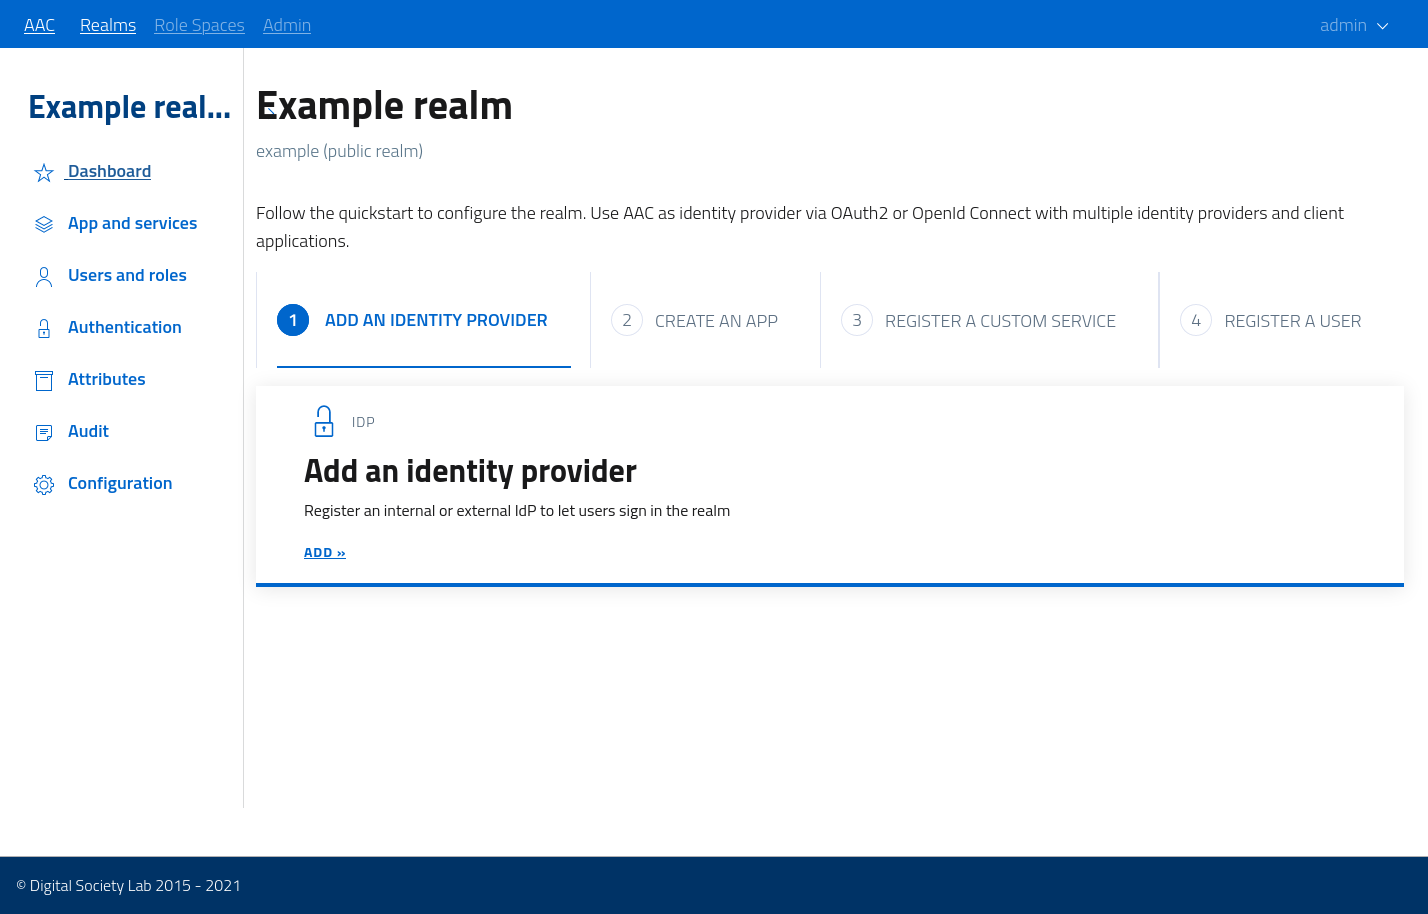 AAC Realms Role Spaces Admin admin
Example real...
Dashboard
App and services
Users and roles
Authentication
Attributes
Audit
Configuration
Example realm
example (public realm)
Follow the quickstart to configure the realm. Use AAC as identity provider via OAuth2 or OpenId Connect with multiple identity providers and client
applications.
1 ADD AN IDENTITY PROVIDER 2 CREATE AN APP 3 REGISTER A CUSTOM SERVICE 4 REGISTER A USER
IDP
Add an identity provider
Register an internal or external IdP to let users sign in the realm
ADD »
© Digital Society Lab 2015 - 2021